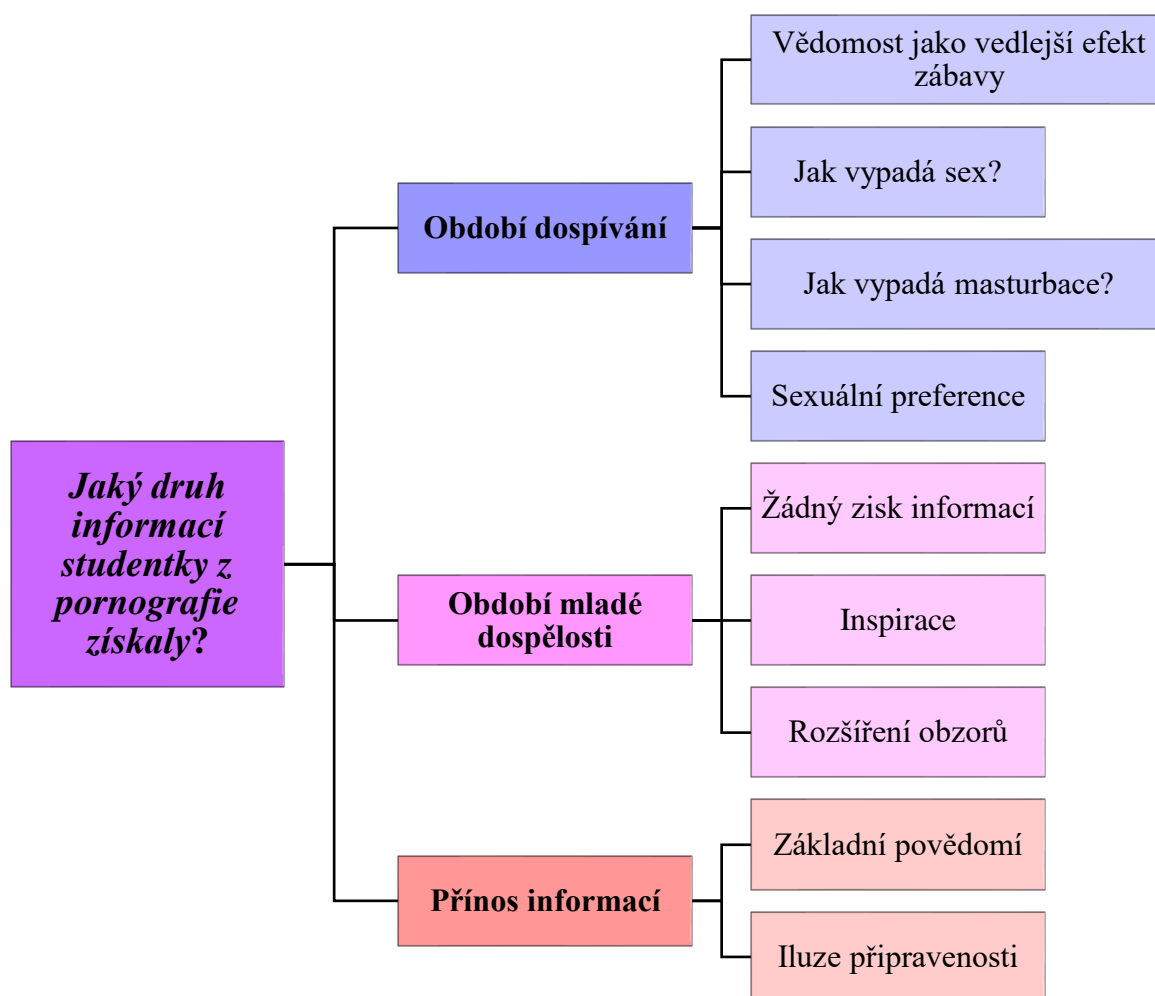 Jaký druh
informací
studentky z
pornografie
získaly?
Období dospívání
Vědomost jako vedlejší efekt
zábavy
Jak vypadá sex?
Jak vypadá masturbace?
Sexuální preference
Období mladé
dospělosti
Žádný zisk informací
Inspirace
Rozšíření obzorů
Přínos informací
Základní povědomí
Iluze připravenosti